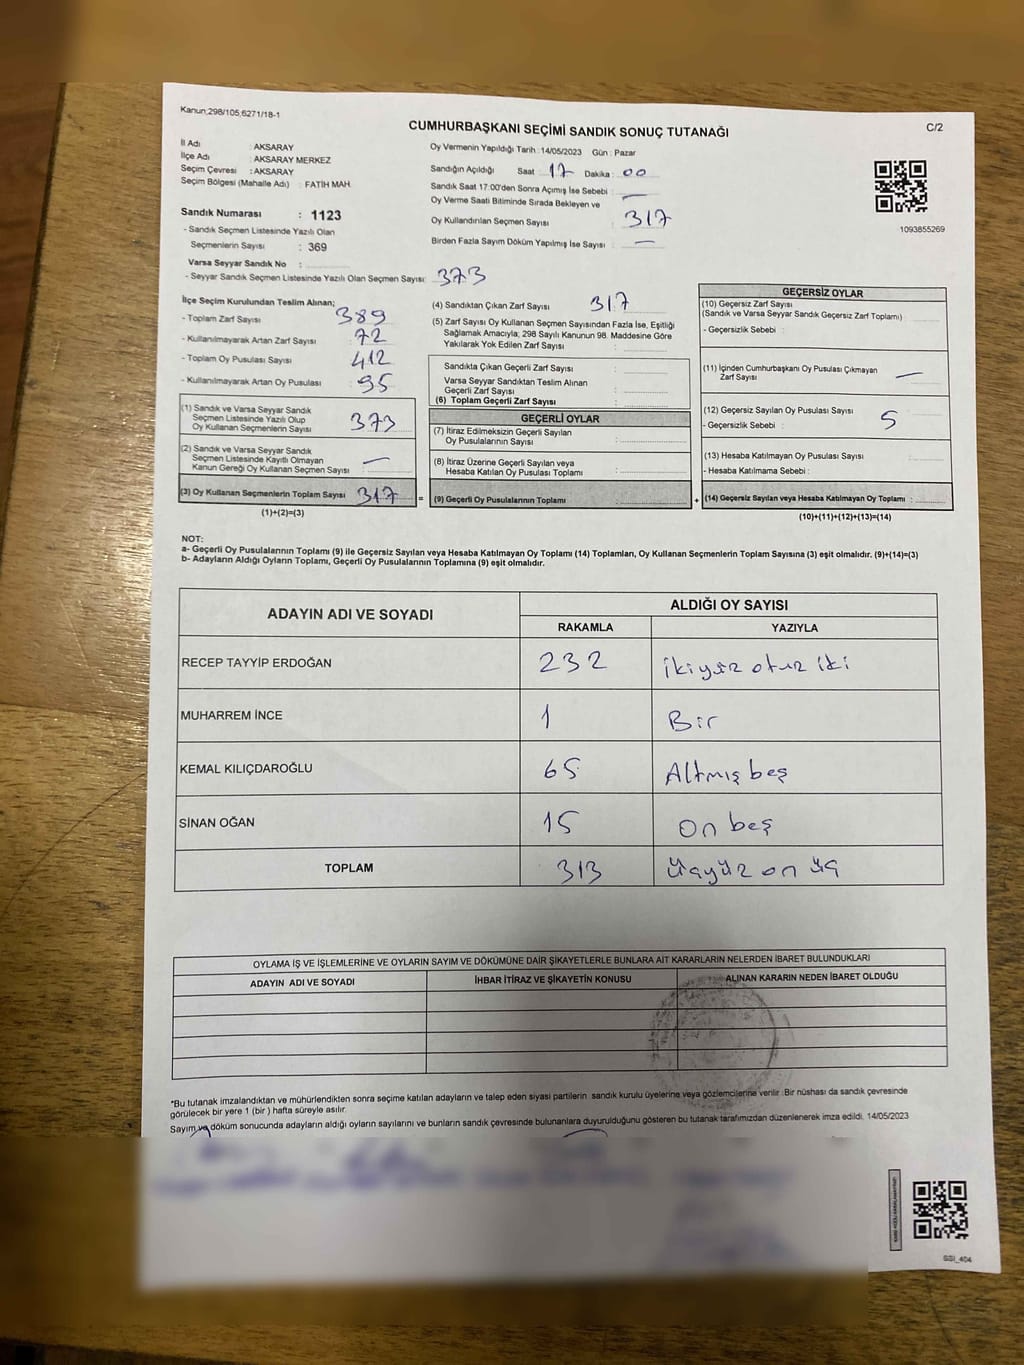 Kanun;298/105;6271/18-1
CUMHURBAŞKANI SEÇİMİ SANDIK SONUÇ TUTANAĞI
C/2
İl Adı : AKSARAY
İlçe Adı : AKSARAY MERKEZ
Seçim Çevresi : AKSARAY
Seçim Bölgesi (Mahalle Adı) : FATİH MAH.
Oy Vermenin Yapıldığı Tarih :14/05/2023 Gün : Pazar
Sandığın Açıldığı Saat 17 Dakika : 00
Sandık Saat 17:00'den Sonra Açımış İse Sebebi : —
Oy Verme Saati Bitiminde Sırada Bekleyen ve
Oy Kullandırılan Seçmen Sayısı : 317
Birden Fazla Sayım Döküm Yapılmış İse Sayısı : —
1093855269
Sandık Numarası : 1123
- Sandık Seçmen Listesinde Yazılı Olan
Seçmenlerin Sayısı : 369
Varsa Seyyar Sandık No :
- Seyyar Sandık Seçmen Listesinde Yazılı Olan Seçmen Sayısı: 373
İlçe Seçim Kurulundan Teslim Alınan;
- Toplam Zarf Sayısı 389
- Kullanılmayarak Artan Zarf Sayısı : 72
- Toplam Oy Pusulası Sayısı 412
- Kullanılmayarak Artan Oy Pusulası : 95
(1) Sandık ve Varsa Seyyar Sandık
Seçmen Listesinde Yazılı Olup
Oy Kullanan Seçmenlerin Sayısı : 373
(2) Sandık ve Varsa Seyyar Sandık
Seçmen Listesinde Kayıtlı Olmayan
Kanun Gereği Oy Kullanan Seçmen Sayısı : —
(3) Oy Kullanan Seçmenlerin Toplam Sayısı 317 =
(1)+(2)=(3)
(4) Sandıktan Çıkan Zarf Sayısı : 317
(5) Zarf Sayısı Oy Kullanan Seçmen Sayısından Fazla İse, Eşitliği
Sağlamak Amacıyla; 298 Sayılı Kanunun 98. Maddesine Göre
Yakılarak Yok Edilen Zarf Sayısı :
Sandıkta Çıkan Geçerli Zarf Sayısı :
Varsa Seyyar Sandıktan Teslim Alınan
Geçerli Zarf Sayısı :
(6) Toplam Geçerli Zarf Sayısı :
GEÇERLİ OYLAR
(7) İtiraz Edilmeksizin Geçerli Sayılan
Oy Pusulalarının Sayısı :
(8) İtiraz Üzerine Geçerli Sayılan veya
Hesaba Katılan Oy Pusulası Toplamı :
(9) Geçerli Oy Pusulalarının Toplamı : +
GEÇERSİZ OYLAR
(10) Geçersiz Zarf Sayısı
(Sandık ve Varsa Seyyar Sandık Geçersiz Zarf Toplamı) :
- Geçersizlik Sebebi :
(11) İçinden Cumhurbaşkanı Oy Pusulası Çıkmayan
Zarf Sayısı : —
(12) Geçersiz Sayılan Oy Pusulası Sayısı : 5
- Geçersizlik Sebebi :
(13) Hesaba Katılmayan Oy Pusulası Sayısı :
- Hesaba Katılmama Sebebi :
(14) Geçersiz Sayılan veya Hesaba Katılmayan Oy Toplamı :
(10)+(11)+(12)+(13)=(14)
NOT:
a- Geçerli Oy Pusulalarının Toplamı (9) ile Geçersiz Sayılan veya Hesaba Katılmayan Oy Toplamı (14) Toplamları, Oy Kullanan Seçmenlerin Toplam Sayısına (3) eşit olmalıdır. (9)+(14)=(3)
b- Adayların Aldığı Oyların Toplamı, Geçerli Oy Pusulalarının Toplamına (9) eşit olmalıdır.
ADAYIN ADI VE SOYADI
ALDIĞI OY SAYISI
RAKAMLA YAZIYLA
RECEP TAYYİP ERDOĞAN 232 ikiyüz otuz iki
MUHARREM İNCE 1 Bir
KEMAL KILIÇDAROĞLU 65 Altmış beş
SİNAN OĞAN 15 On beş
TOPLAM 313 üçyüz on üç
OYLAMA İŞ VE İŞLEMLERİNE VE OYLARIN SAYIM VE DÖKÜMÜNE DAİR ŞİKAYETLERLE BUNLARA AİT KARARLARIN NELERDEN İBARET BULUNDUKLARI
ADAYIN ADI VE SOYADI İHBAR İTİRAZ VE ŞİKAYETİN KONUSU ALINAN KARARIN NEDEN İBARET OLDUĞU
*Bu tutanak imzalandıktan ve mühürlendikten sonra seçime katılan adayların ve talep eden siyasi partilerin sandık kurulu üyelerine veya gözlemcilerine verilir. Bir nüshası da sandık çevresinde
görülecek bir yere 1 (bir ) hafta süreyle asılır.
Sayım ve döküm sonucunda adayların aldığı oyların sayılarını ve bunların sandık çevresinde bulunanlara duyurulduğunu gösteren bu tutanak tarafımızdan düzenlenerek imza edildi. 14/05/2023
GSI_404